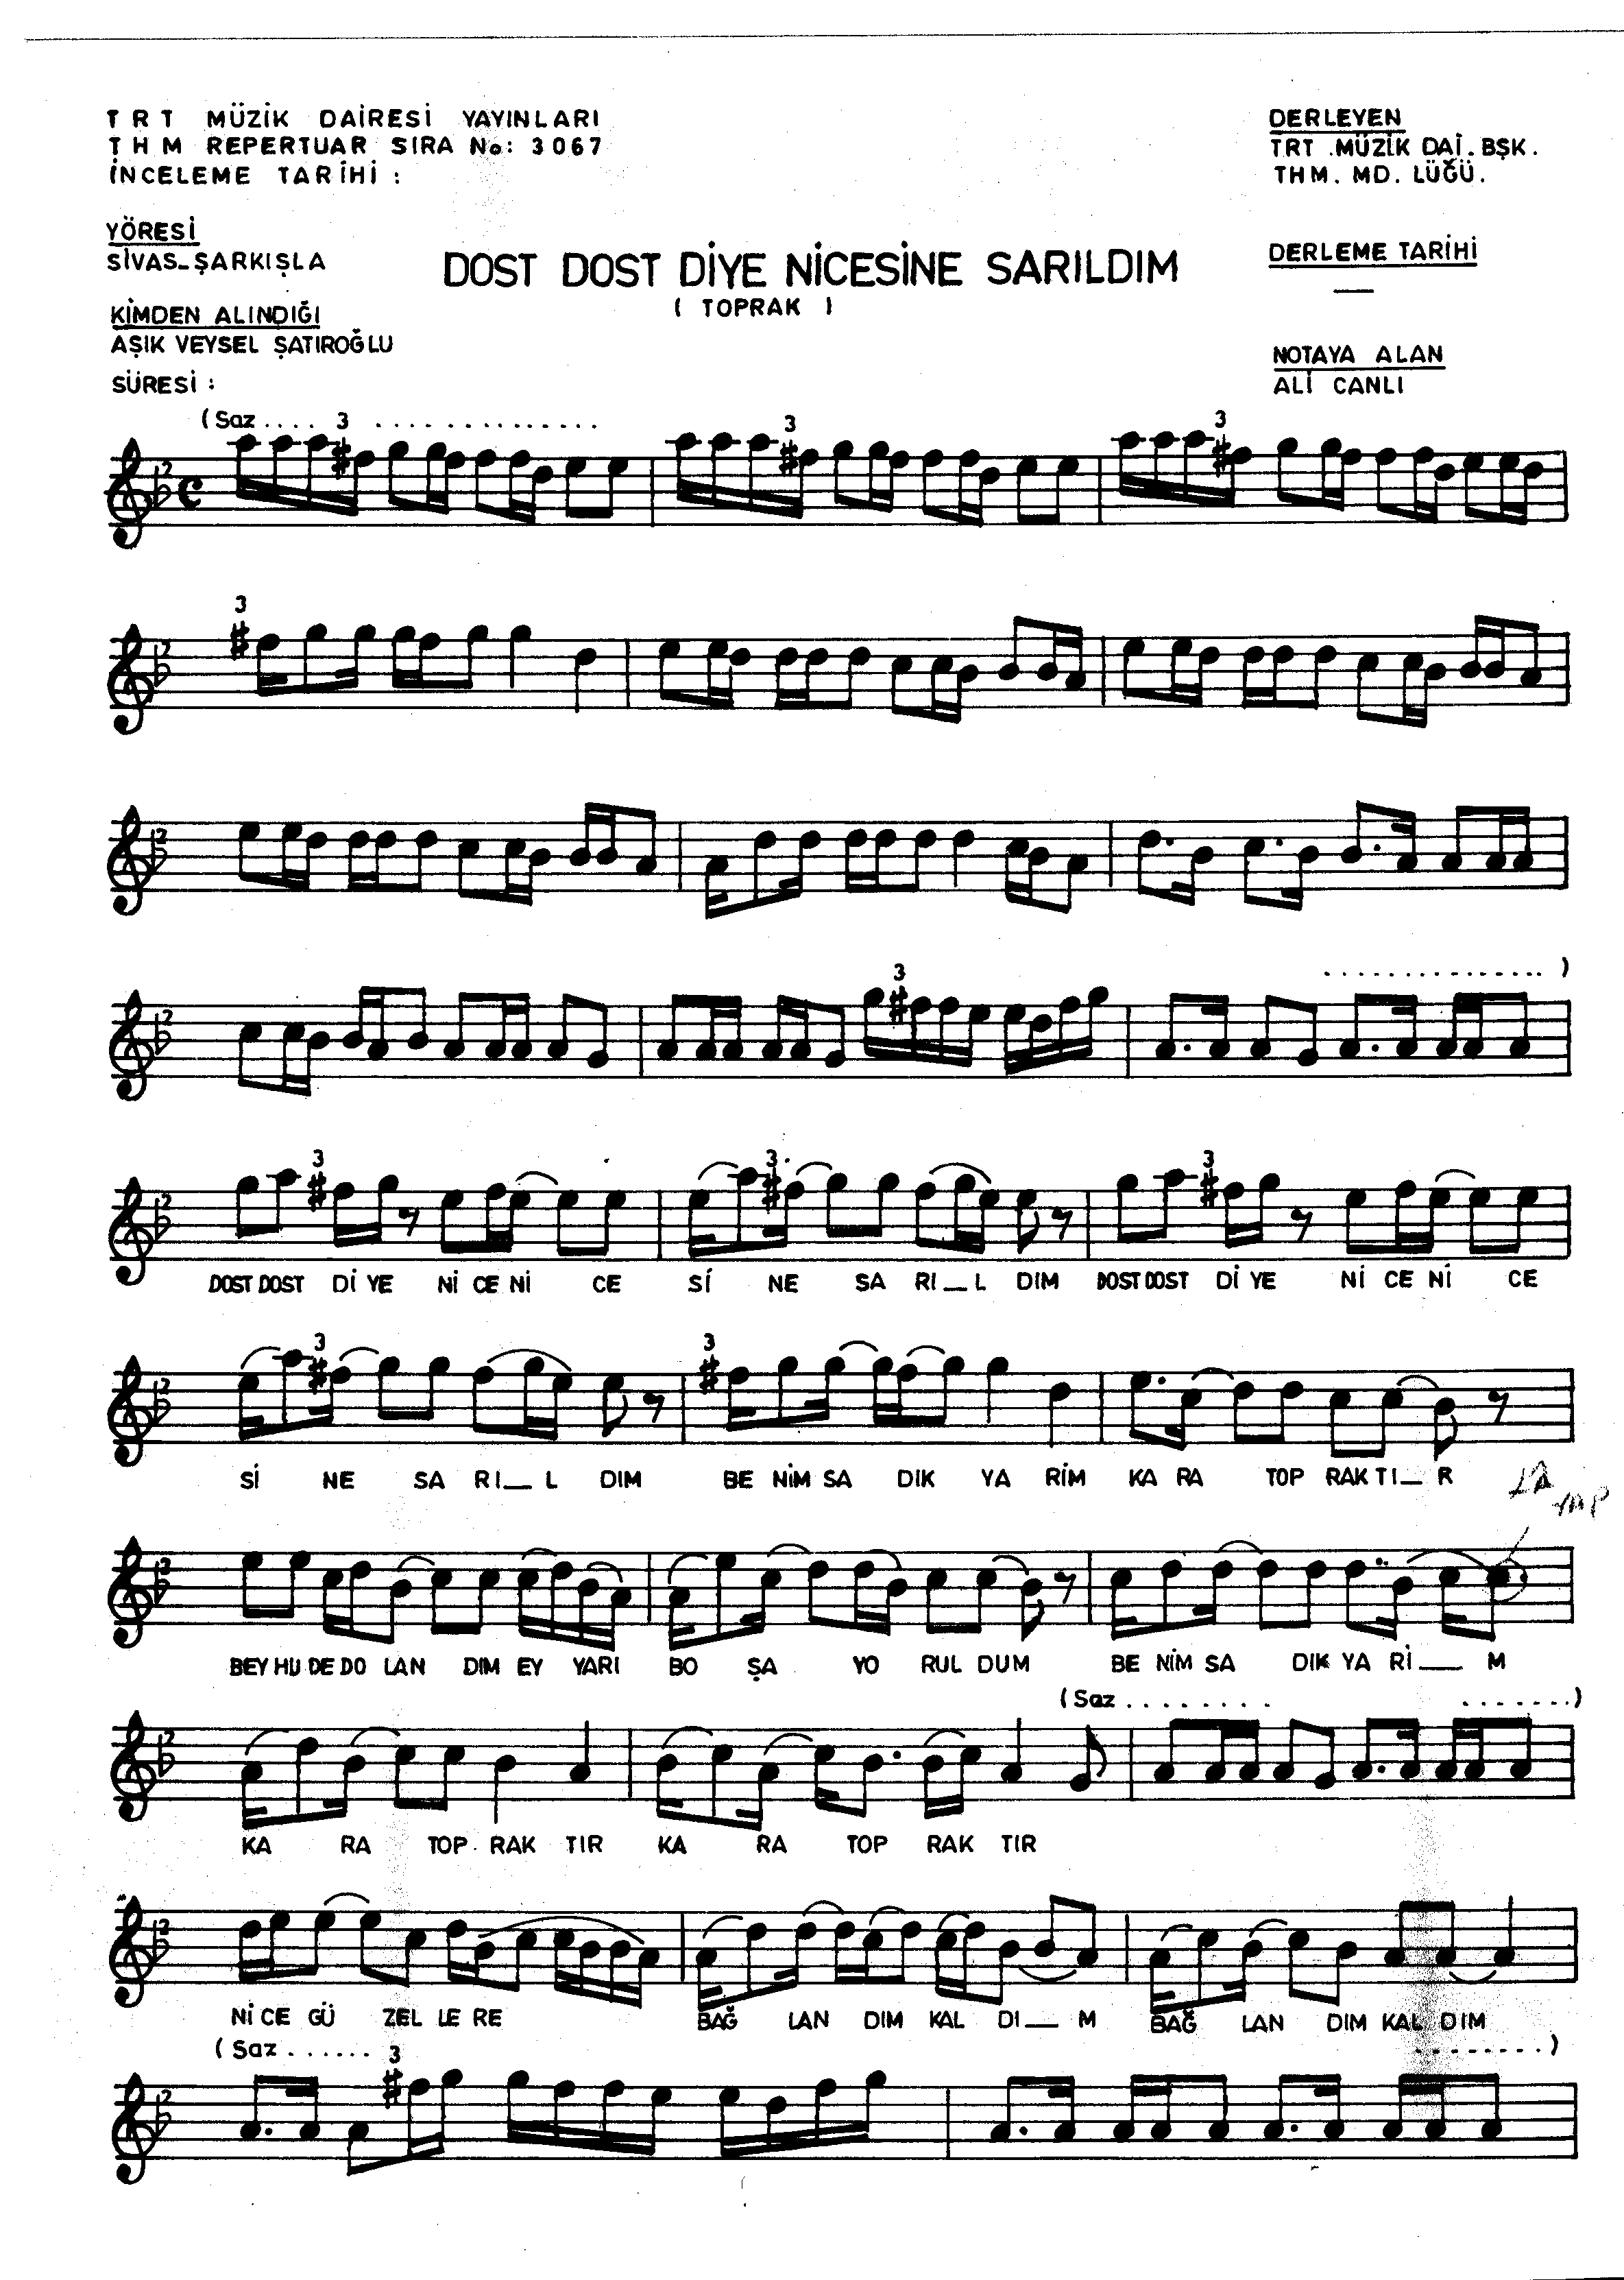 TRT MÜZİK DAİRESİ YAYINLARI
THM REPERTUAR SIRA No: 3067
İNCELEME TARİHİ :
DERLEYEN
TRT .MÜZİK DAİ.BŞK.
THM. MD. LÜĞÜ.
YÖRESİ
SİVAS-ŞARKIŞLA
DOST DOST DİYE NİCESİNE SARILDIM
( TOPRAK )
DERLEME TARİHİ
—
KİMDEN ALINDIĞI
AŞIK VEYSEL ŞATIROĞLU
NOTAYA ALAN
ALİ CANLI
SÜRESİ :
(Saz .... 3 .............. 3 3
3
3 .............. )
3 3. 3
DOST DOST Dİ YE Nİ CE Nİ CE Sİ NE SA RI__L DIM DOST DOST Dİ YE Nİ CE Nİ CE
3 3
Sİ NE SA RI__L DIM BE NİM SA DIK YA RİM KA RA TOP RAK TI__R
BEY HU DE DO LAN DIM EY YARI BO ŞA YO RUL DUM BE NİM SA DIK YA Rİ__M
(Saz ........ .......)
KA RA TOP RAK TIR KA RA TOP RAK TIR
Nİ CE GÜ ZEL LE RE BAĞ LAN DIM KAL DI__M BAĞ LAN DIM KAL DIM
(Saz ...... 3 ........)